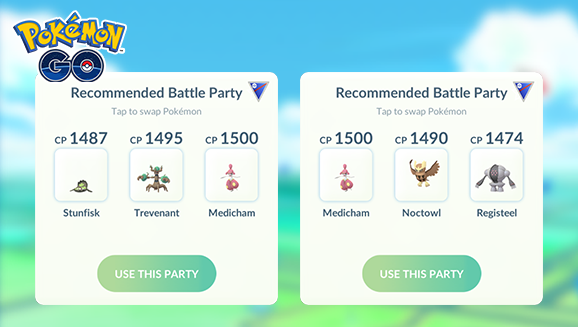 Pokémon
GO
Recommended Battle Party
Tap to swap Pokémon
CP 1487 CP 1495 CP 1500
Stunfisk Trevenant Medicham
USE THIS PARTY
Recommended Battle Party
Tap to swap Pokémon
CP 1500 CP 1490 CP 1474
Medicham Noctowl Registeel
USE THIS PARTY